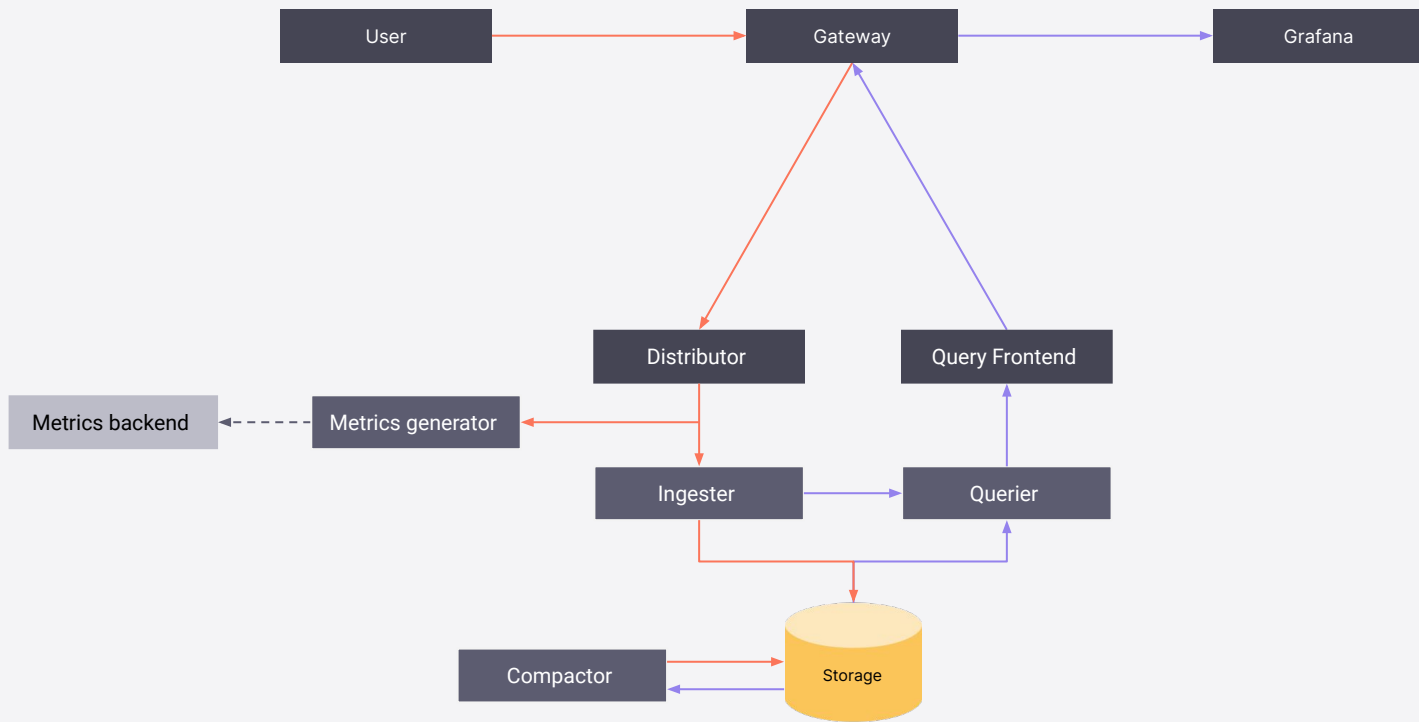 User
Gateway
Grafana
Distributor
Query Frontend
Metrics backend
Metrics generator
Ingester
Querier
Compactor
Storage